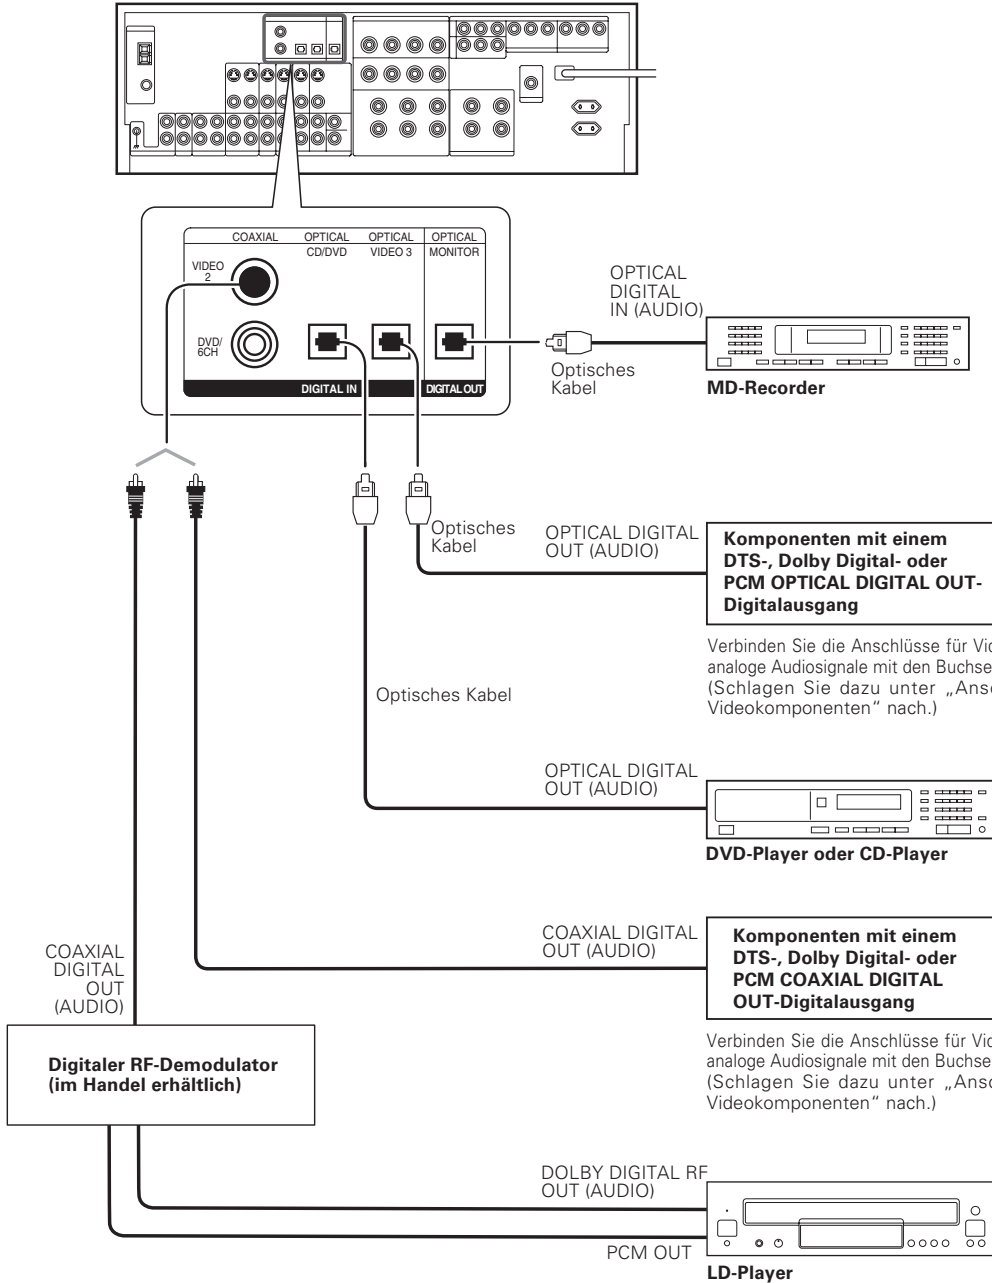 COAXIAL
OPTICAL
OPTICAL
OPTICAL
CD/DVD
VIDEO 3
MONITOR
VIDEO
2
DVD/
6CH
DIGITAL IN
DIGITAL OUT
OPTICAL
DIGITAL
IN (AUDIO)
Optisches
Kabel
MD-Recorder
Optisches
Kabel
OPTICAL DIGITAL
OUT (AUDIO)
Komponenten mit einem
DTS-, Dolby Digital- oder
PCM OPTICAL DIGITAL OUT-
Digitalausgang
Verbinden Sie die Anschlüsse für
analoge Audiosignale mit den
(Schlagen Sie dazu unter
Videokomponenten“ nach.)
Optisches Kabel
OPTICAL DIGITAL
OUT (AUDIO)
DVD-Player oder CD-Player
COAXIAL DIGITAL
OUT (AUDIO)
Komponenten mit einem
DTS-, Dolby Digital- oder
PCM COAXIAL DIGITAL
OUT-Digitalausgang
Verbinden Sie die Anschlüsse für
analoge Audiosignale mit den
(Schlagen Sie dazu unter
Videokomponenten“ nach.)
COAXIAL
DIGITAL
OUT
(AUDIO)
Digitaler RF-Demodulator
(im Handel erhältlich)
DOLBY DIGITAL RF
OUT (AUDIO)
PCM OUT
LD-Player